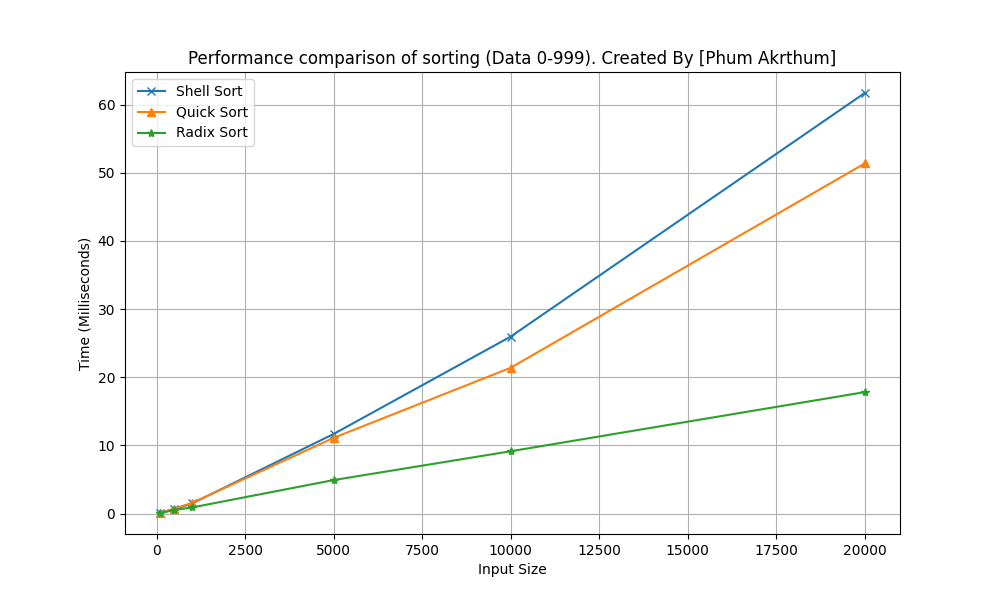 Performance comparison of sorting (Data 0-999). Created By [Phum Akrthum]
Shell Sort
Quick Sort
Radix Sort
Time (Milliseconds)
60
50
40
30
20
10
0
0 2500 5000 7500 10000 12500 15000 17500 20000
Input Size